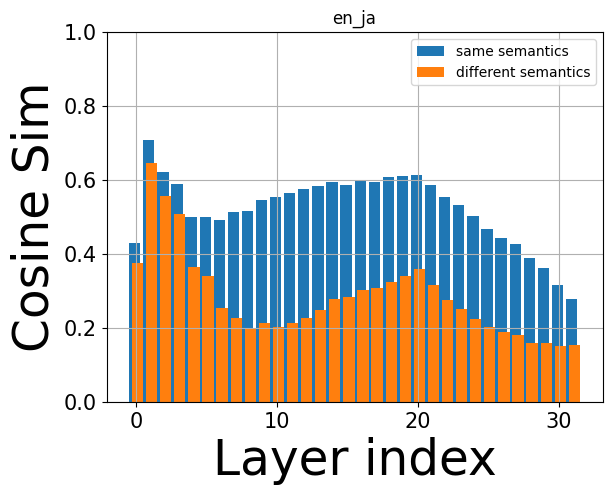 en_ja
same semantics
different semantics
Cosine Sim
1.0
0.8
0.6
0.4
0.2
0.0
0 10 20 30
Layer index